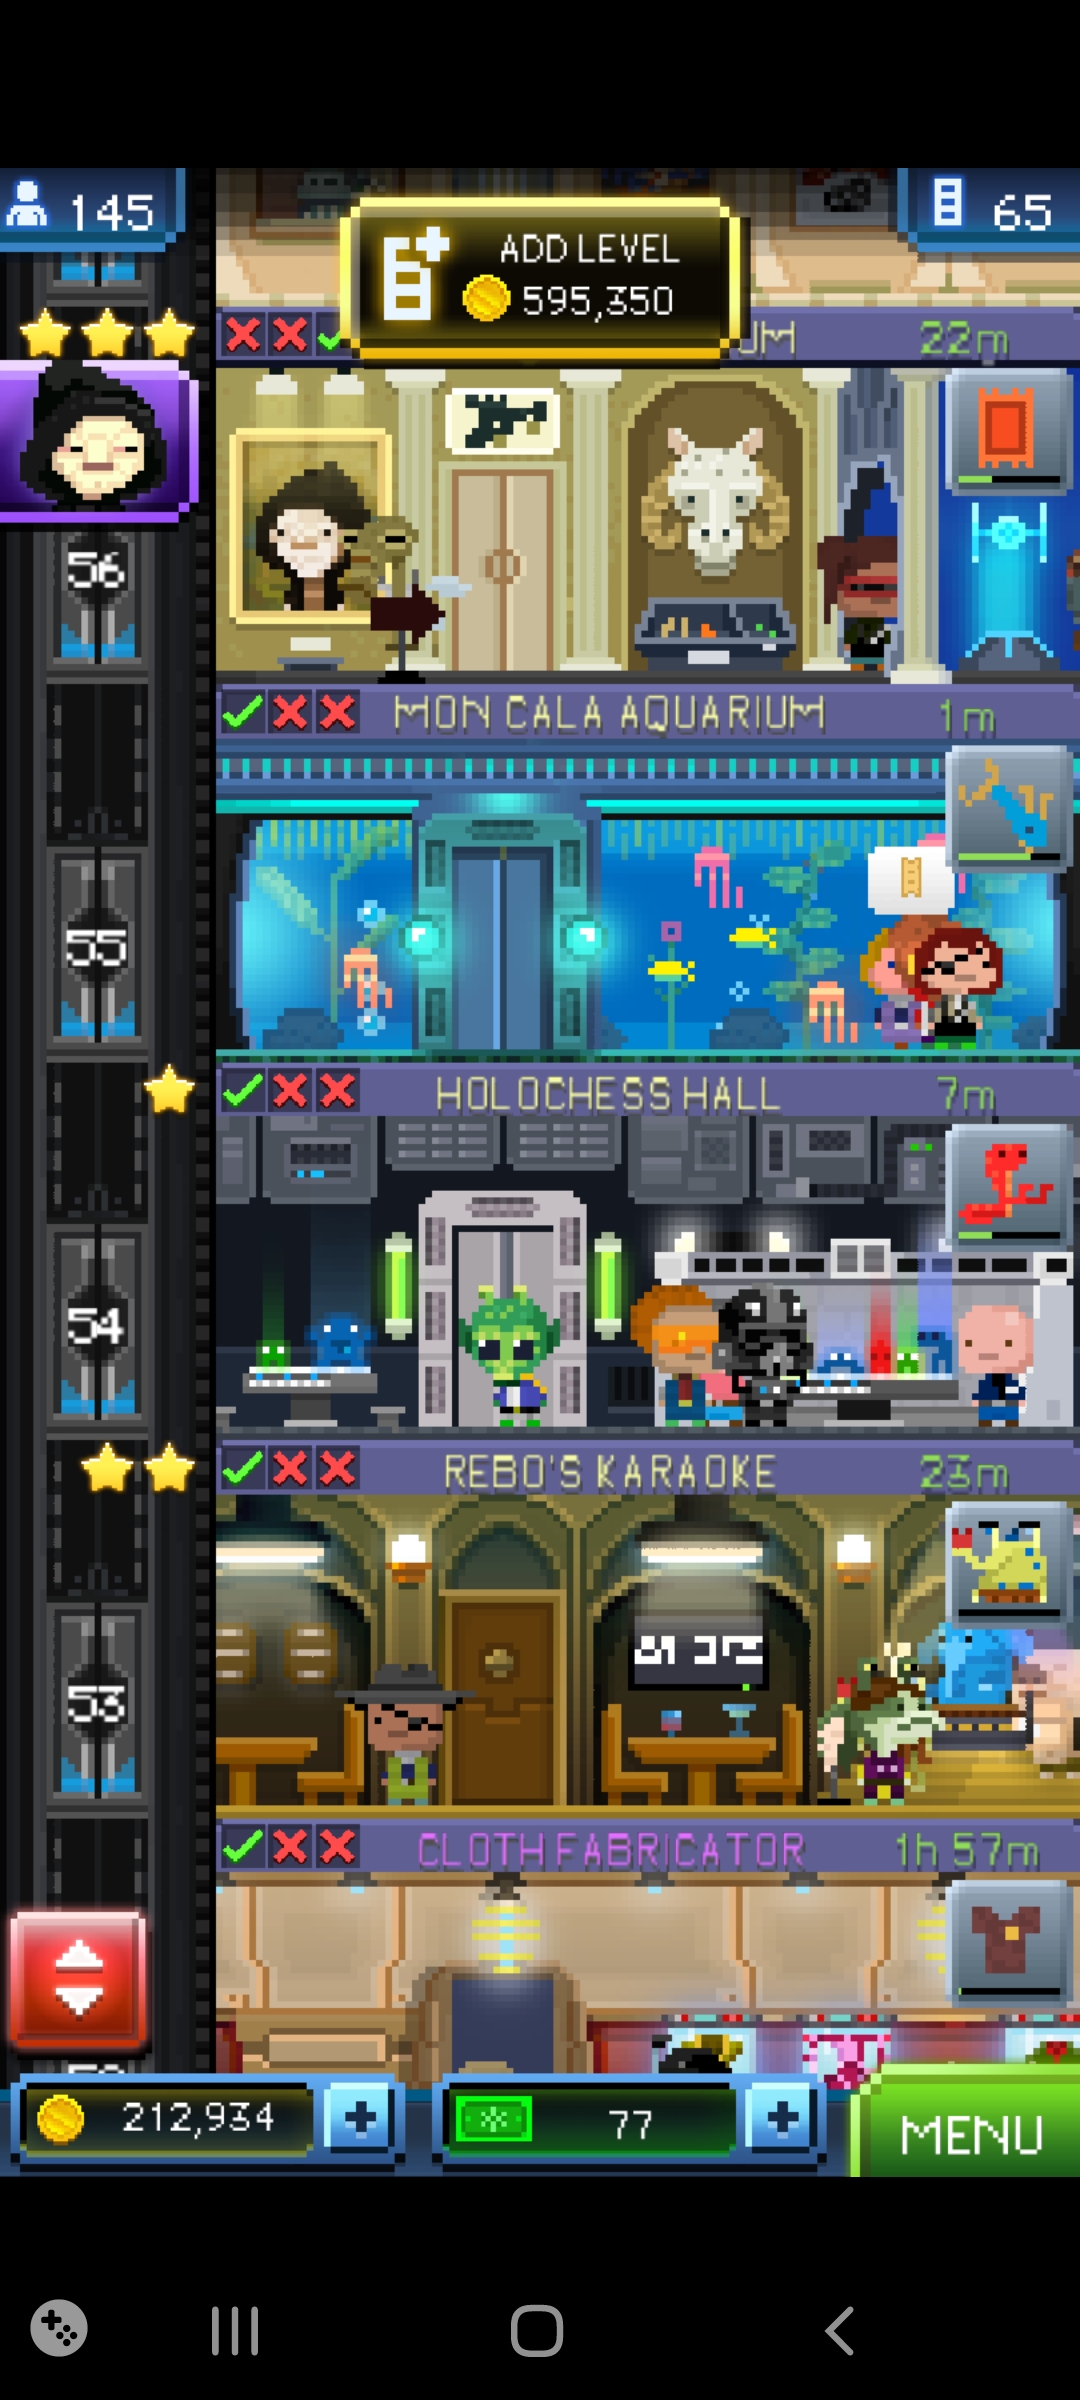 145
ADD LEVEL
595,350
65
UM
22m
56
MON CALA AQUARIUM
1m
55
HOLOCHESS HALL
7m
54
REBO'S KARAOKE
23m
53
CLOTH FABRICATOR
1h 57m
212,934
77
MENU